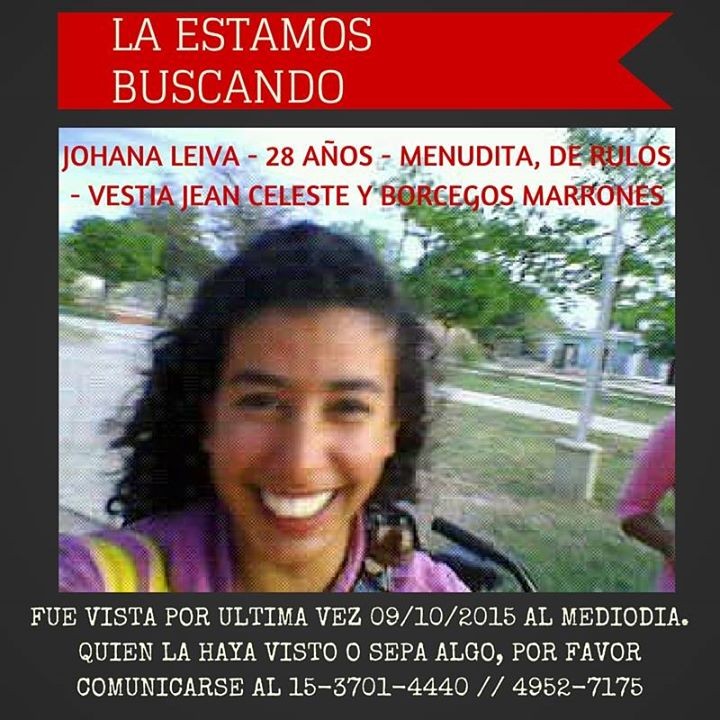 LA ESTAMOS
BUSCANDO
JOHANA LEIVA - 28 AÑOS - MENUDITA, DE RULOS
- VESTIA JEAN CELESTE Y BORCEGOS MARRONES
FUE VISTA POR ULTIMA VEZ 09/10/2015 AL MEDIODIA.
QUIEN LA HAYA VISTO O SEPA ALGO, POR FAVOR
COMUNICARSE AL 15-3701-4440 // 4952-7175